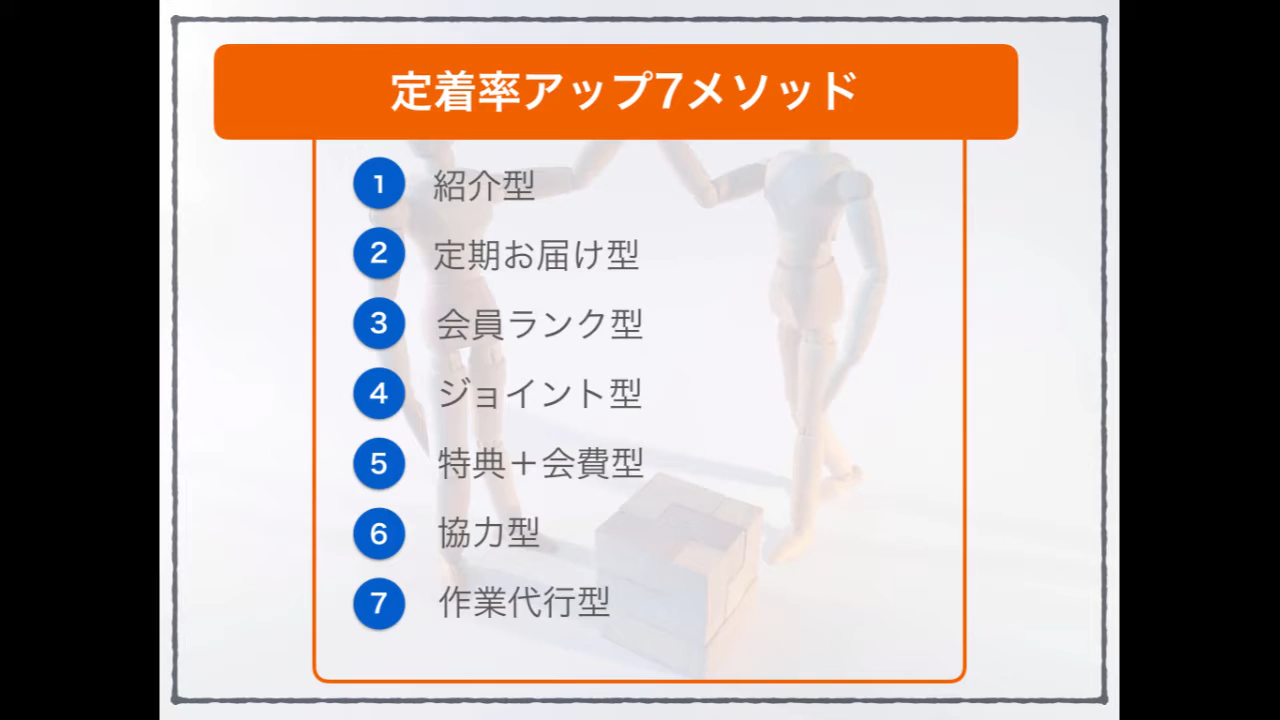 定着率アップ7メソッド
1 紹介型
2 定期お届け型
3 会員ランク型
4 ジョイント型
5 特典＋会費型
6 協力型
7 作業代行型